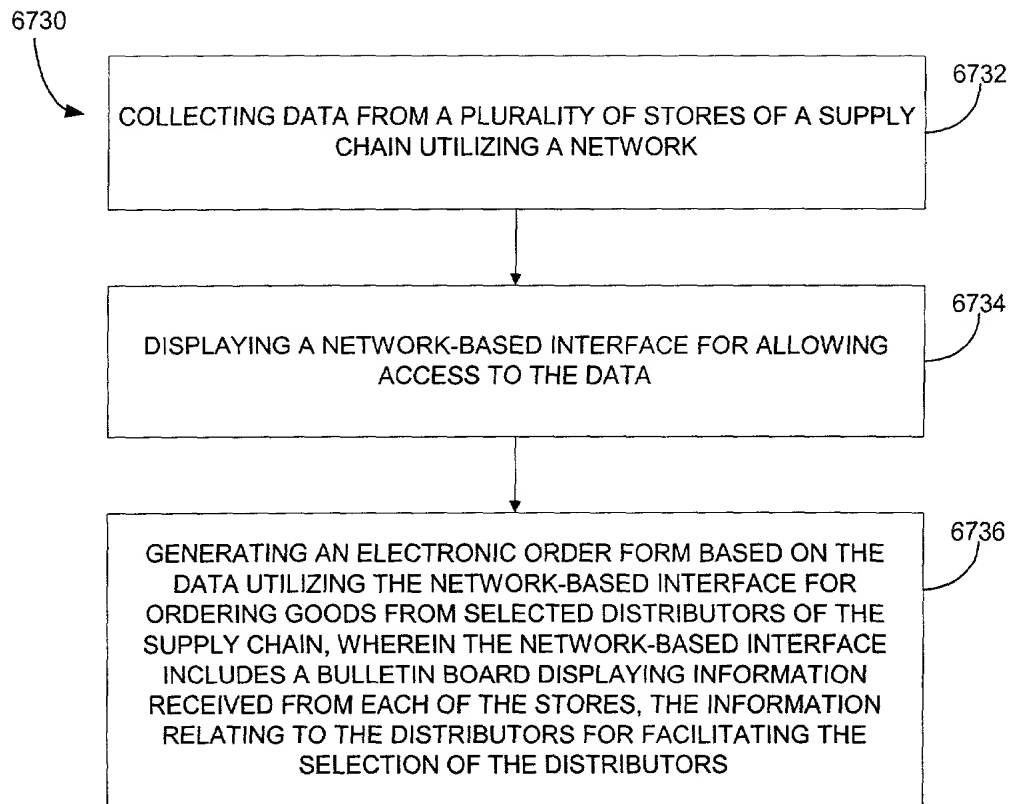 6730
6732
COLLECTING DATA FROM A PLURALITY OF STORES OF A SUPPLY
CHAIN UTILIZING A NETWORK
6734
DISPLAYING A NETWORK-BASED INTERFACE FOR ALLOWING
ACCESS TO THE DATA
6736
GENERATING AN ELECTRONIC ORDER FORM BASED ON THE
DATA UTILIZING THE NETWORK-BASED INTERFACE FOR
ORDERING GOODS FROM SELECTED DISTRIBUTORS OF THE
SUPPLY CHAIN, WHEREIN THE NETWORK-BASED INTERFACE
INCLUDES A BULLETIN BOARD DISPLAYING INFORMATION
RECEIVED FROM EACH OF THE STORES, THE INFORMATION
RELATING TO THE DISTRIBUTORS FOR FACILITATING THE
SELECTION OF THE DISTRIBUTORS